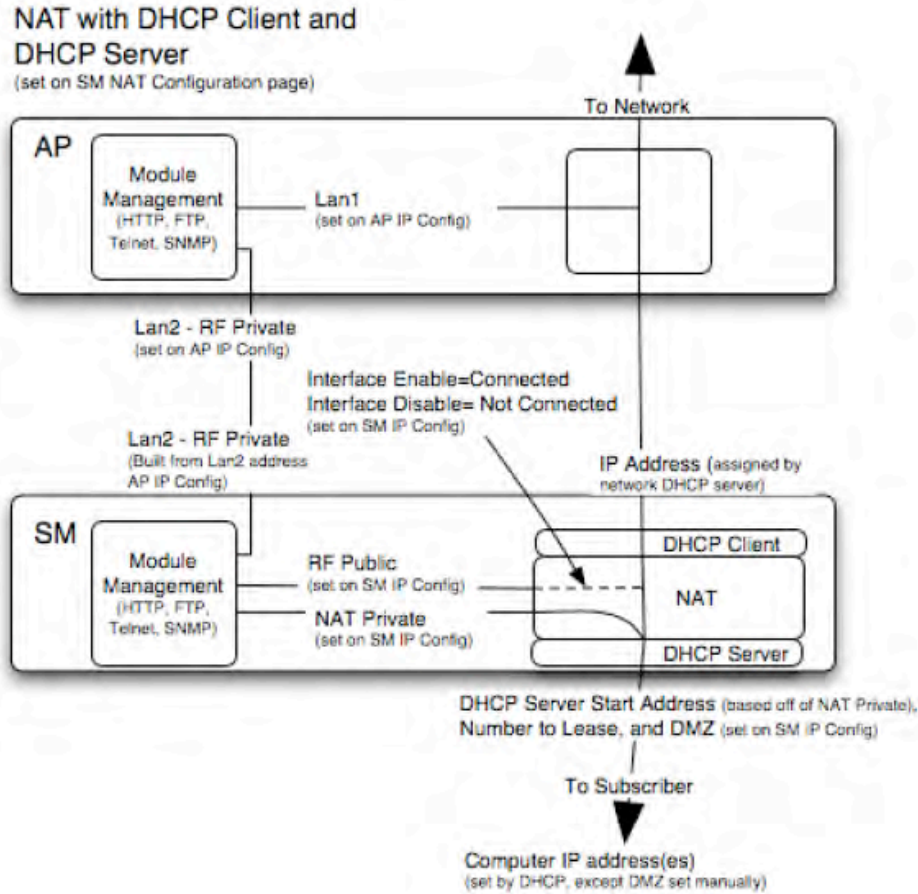 NAT with DHCP Client and
DHCP Server
(set on SM NAT Configuration page)
To Network
AP
Module
Management
(HTTP, FTP,
Telnet, SNMP)
Lan1
(set on AP IP Config)
Lan2 - RF Private
(set on AP IP Config)
Interface Enable=Connected
Interface Disable= Not Connected
(set on SM IP Config)
Lan2 - RF Private
(Built from Lan2 address
AP IP Config)
IP Address (assigned by
network DHCP server)
SM
Module
Management
(HTTP, FTP,
Telnet, SNMP)
RF Public
(set on SM IP Config)
NAT Private
(set on SM IP Config)
DHCP Client
NAT
DHCP Server
DHCP Server Start Address (based off of NAT Private),
Number to Lease, and DMZ (set on SM IP Config)
To Subscriber
Computer IP address(es)
(set by DHCP, except DMZ set manually)